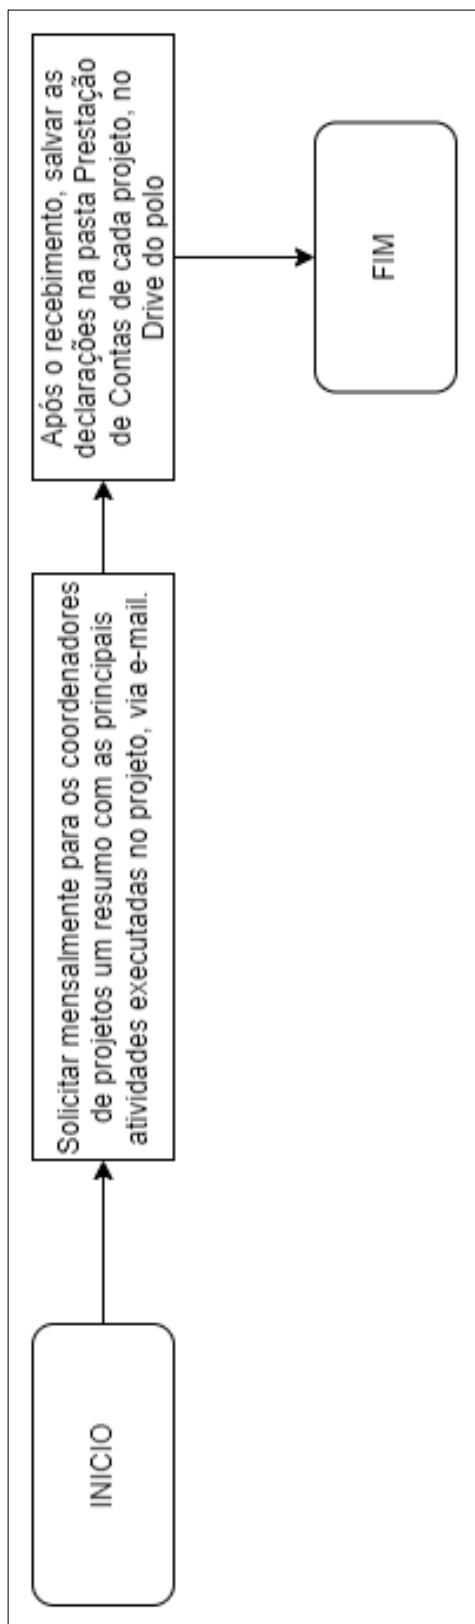 INICIO
Solicitar mensalmente para os coordenadores
de projetos um resumo com as principais
atividades executadas no projeto, via e-mail.
Após o recebimento, salvar as
declarações na pasta Prestação
de Contas de cada projeto, no
Drive do polo
FIM